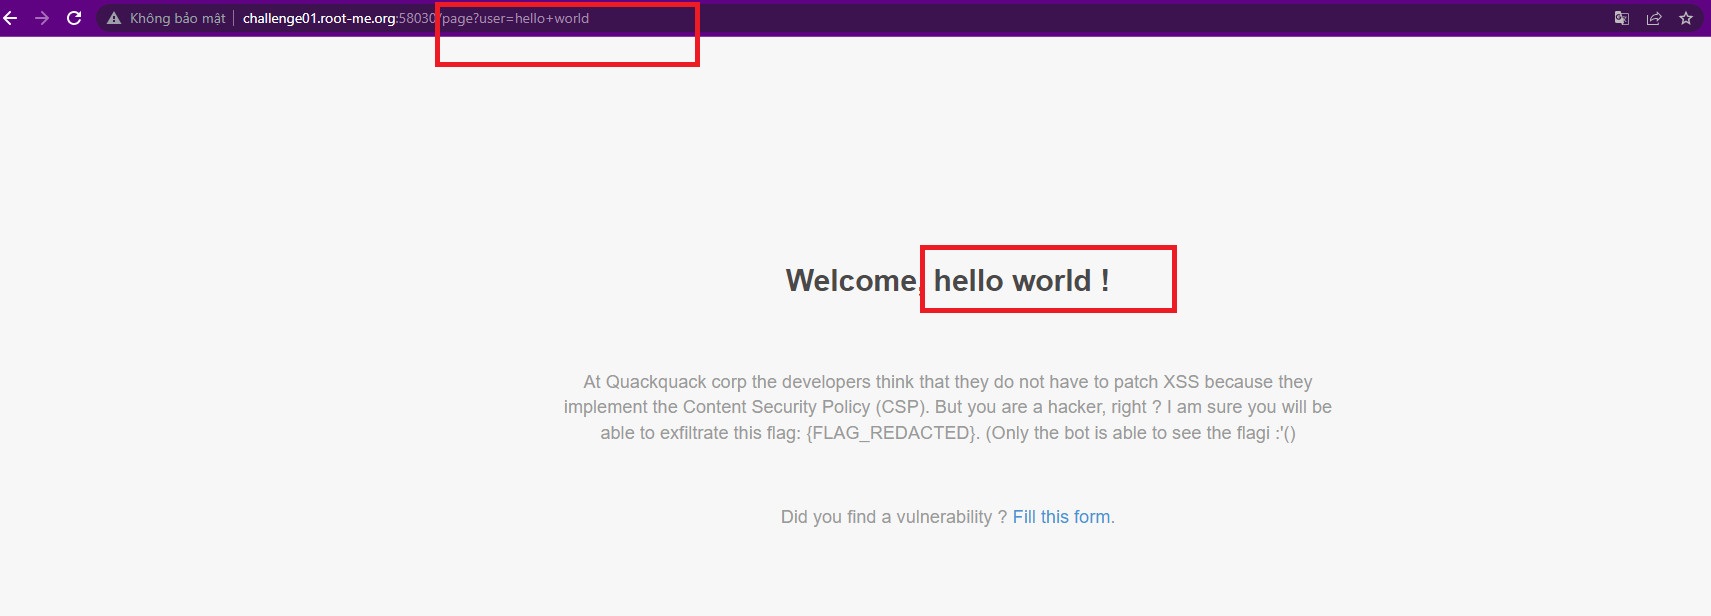 Không bảo mật challenge01.root-me.org:58030/page?user=hello+world
Welcome, hello world !
At Quackquack corp the developers think that they do not have to patch XSS because they
implement the Content Security Policy (CSP). But you are a hacker, right ? I am sure you will be
able to exfiltrate this flag: {FLAG_REDACTED}. (Only the bot is able to see the flagi :'()
Did you find a vulnerability ? Fill this form.